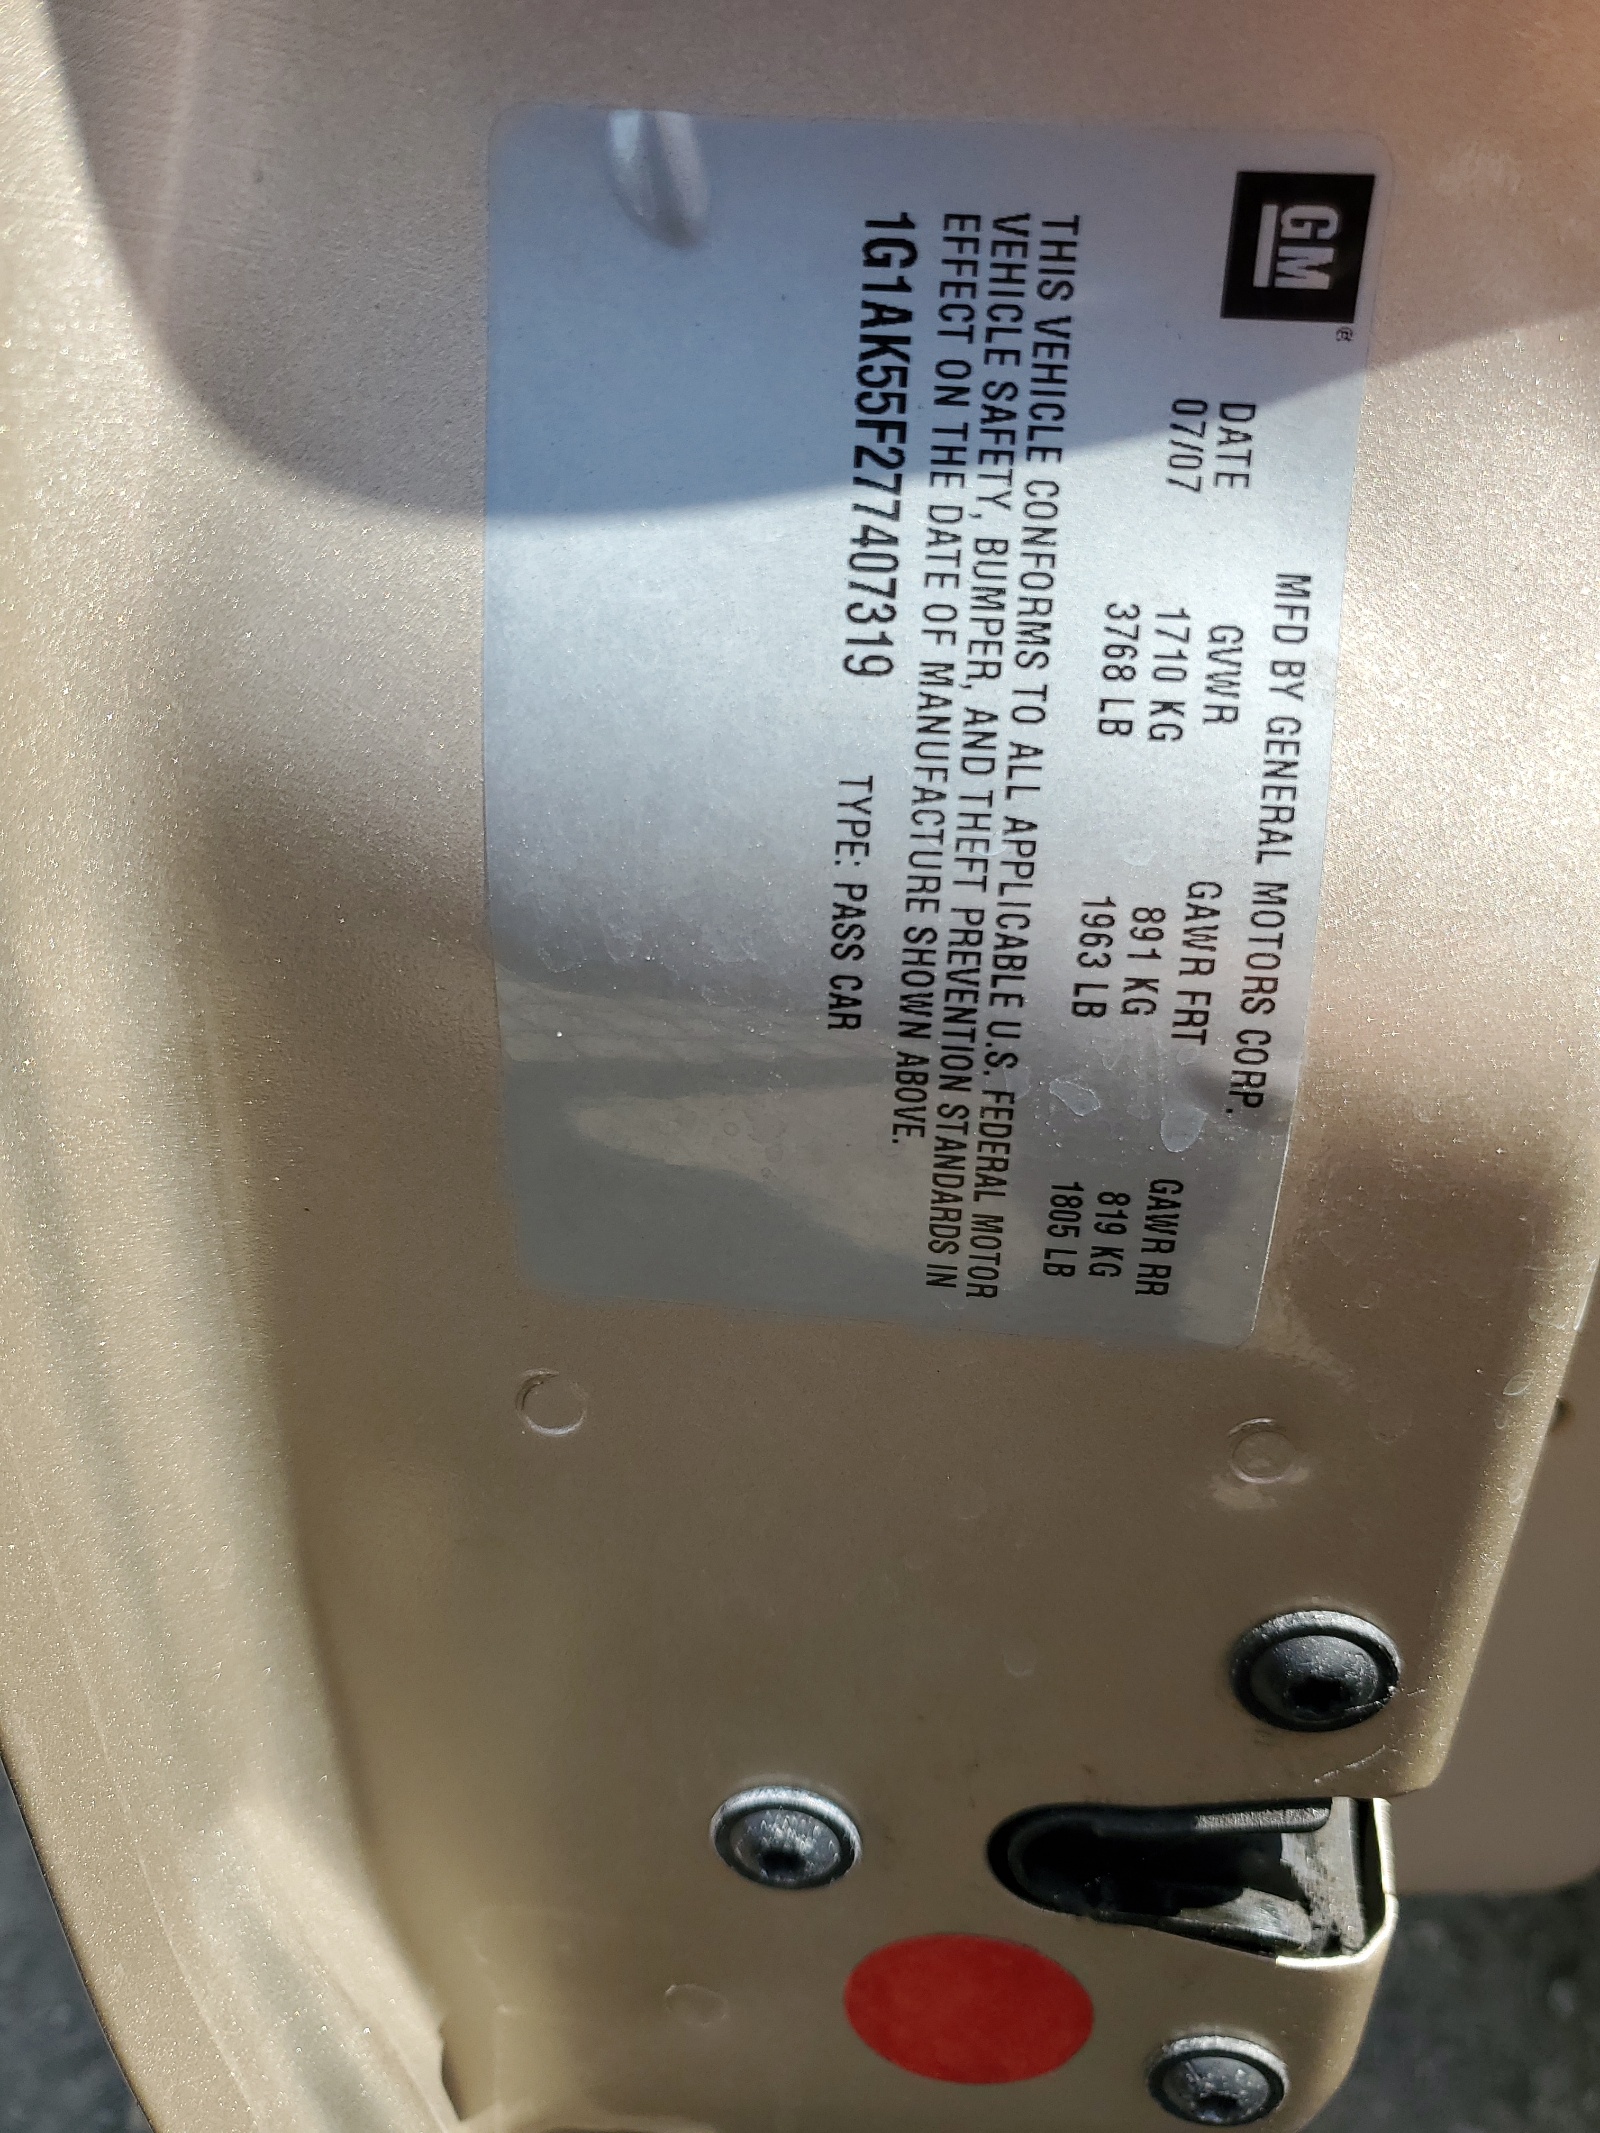 GM®
MFD BY GENERAL MOTORS CORP.
DATE GVWR GAWR FRT GAWR RR
07/07 1710 KG 891 KG 819 KG
3768 LB 1963 LB 1805 LB
THIS VEHICLE CONFORMS TO ALL APPLICABLE U.S. FEDERAL MOTOR
VEHICLE SAFETY, BUMPER, AND THEFT PREVENTION STANDARDS IN
EFFECT ON THE DATE OF MANUFACTURE SHOWN ABOVE.
1G1AK55F277407319 TYPE: PASS CAR